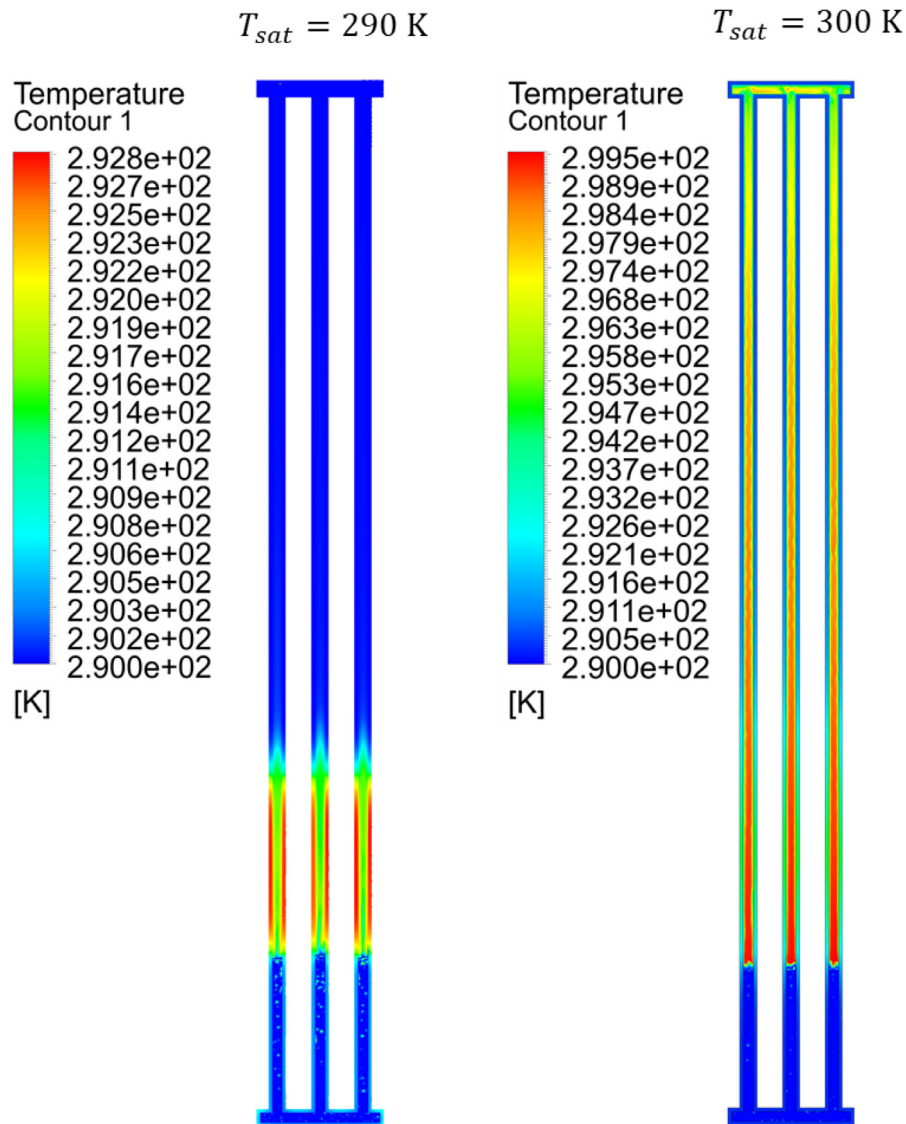 T_{sat} = 290 K
Temperature
Contour 1
2.928e+02
2.927e+02
2.925e+02
2.923e+02
2.922e+02
2.920e+02
2.919e+02
2.917e+02
2.916e+02
2.914e+02
2.912e+02
2.911e+02
2.909e+02
2.908e+02
2.906e+02
2.905e+02
2.903e+02
2.902e+02
2.900e+02
[K]
T_{sat} = 300 K
Temperature
Contour 1
2.995e+02
2.989e+02
2.984e+02
2.979e+02
2.974e+02
2.968e+02
2.963e+02
2.958e+02
2.953e+02
2.947e+02
2.942e+02
2.937e+02
2.932e+02
2.926e+02
2.921e+02
2.916e+02
2.911e+02
2.905e+02
2.900e+02
[K]